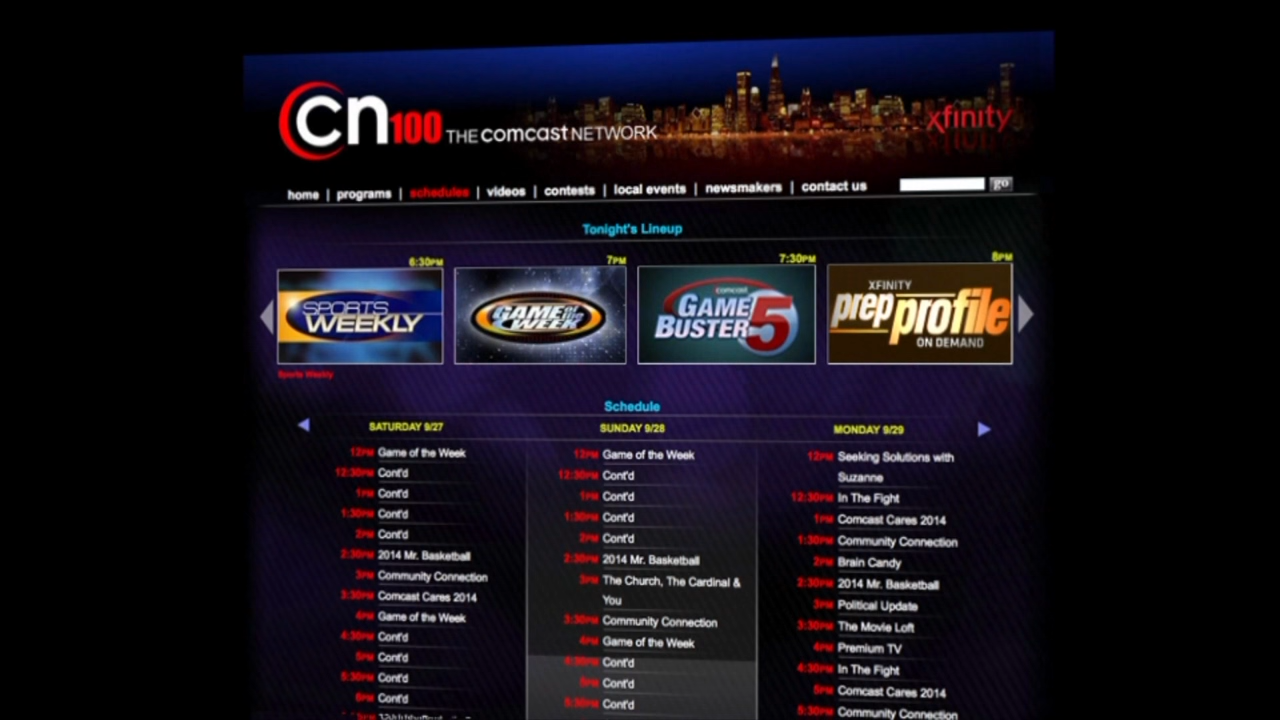 cn100 THE comcast NETWORK
xfinity
home | programs | schedules | videos | contests | local events | newsmakers | contact us
go
Tonight's Lineup
6:30PM 7PM 7:30PM 8PM
SPORTS WEEKLY
GAME of the WEEK
comcast GAME BUSTER 5
XFINITY prep profile ON DEMAND
Sports Weekly
Schedule
SATURDAY 9/27
12PM Game of the Week
12:30PM Cont'd
1PM Cont'd
1:30PM Cont'd
2PM Cont'd
2:30PM 2014 Mr. Basketball
3PM Community Connection
3:30PM Comcast Cares 2014
4PM Game of the Week
4:30PM Cont'd
5PM Cont'd
5:30PM Cont'd
6PM Cont'd
SUNDAY 9/28
12PM Game of the Week
12:30PM Cont'd
1PM Cont'd
1:30PM Cont'd
2PM Cont'd
2:30PM 2014 Mr. Basketball
3PM The Church, The Cardinal &
You
3:30PM Community Connection
4PM Game of the Week
4:30PM Cont'd
5PM Cont'd
5:30PM Cont'd
MONDAY 9/29
12PM Seeking Solutions with
Suzanne
12:30PM In The Fight
1PM Comcast Cares 2014
1:30PM Community Connection
2PM Brain Candy
2:30PM 2014 Mr. Basketball
3PM Political Update
3:30PM The Movie Loft
4PM Premium TV
4:30PM In The Fight
5PM Comcast Cares 2014
5:30PM Community Connection